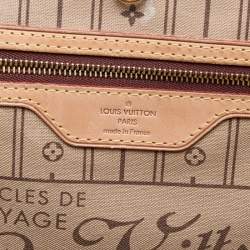 LOUIS VUITTON
PARIS
made in France
CLES DE
YAGE